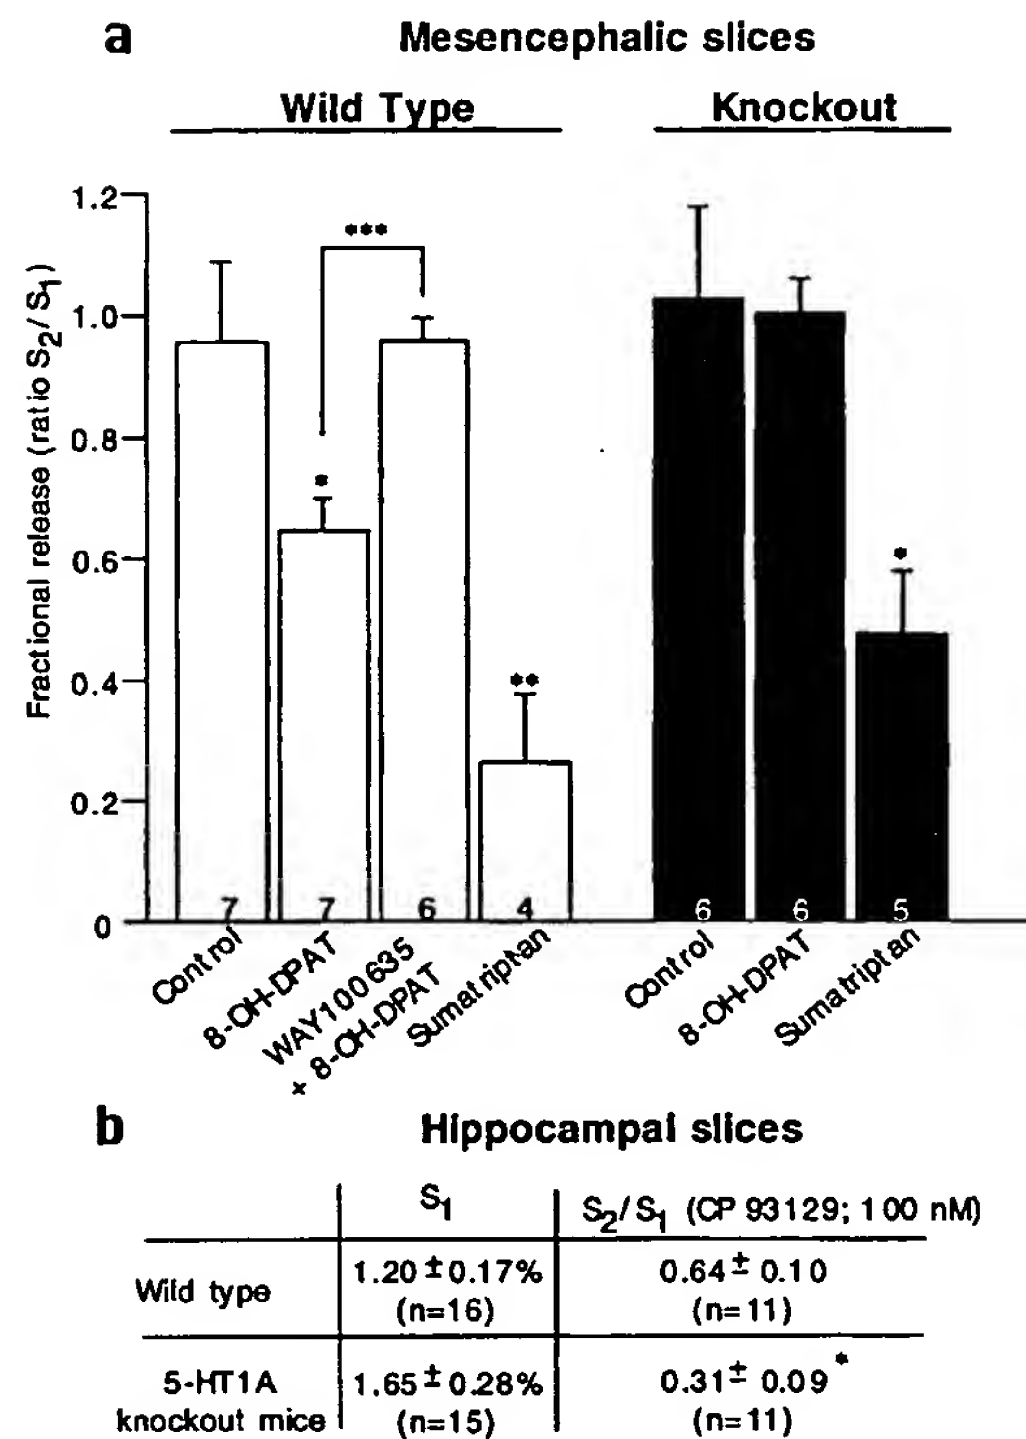 a
Mesencephalic slices
Wild Type
Knockout
Fractional release (ratio S2/S1)
1.2
1.0
0.8
0.6
0.4
0.2
0
***
*
**
*
7
7
6
4
6
6
5
Control
8-OH-DPAT
WAY100635
+ 8-OH-DPAT
Sumatriptan
Control
8-OH-DPAT
Sumatriptan
b
Hippocampal slices
S1
S2/S1 (CP 93129; 100 nM)
Wild type
1.20 ± 0.17%
(n=16)
0.64 ± 0.10
(n=11)
5-HT1A
knockout mice
1.65 ± 0.28%
(n=15)
0.31 ± 0.09 *
(n=11)